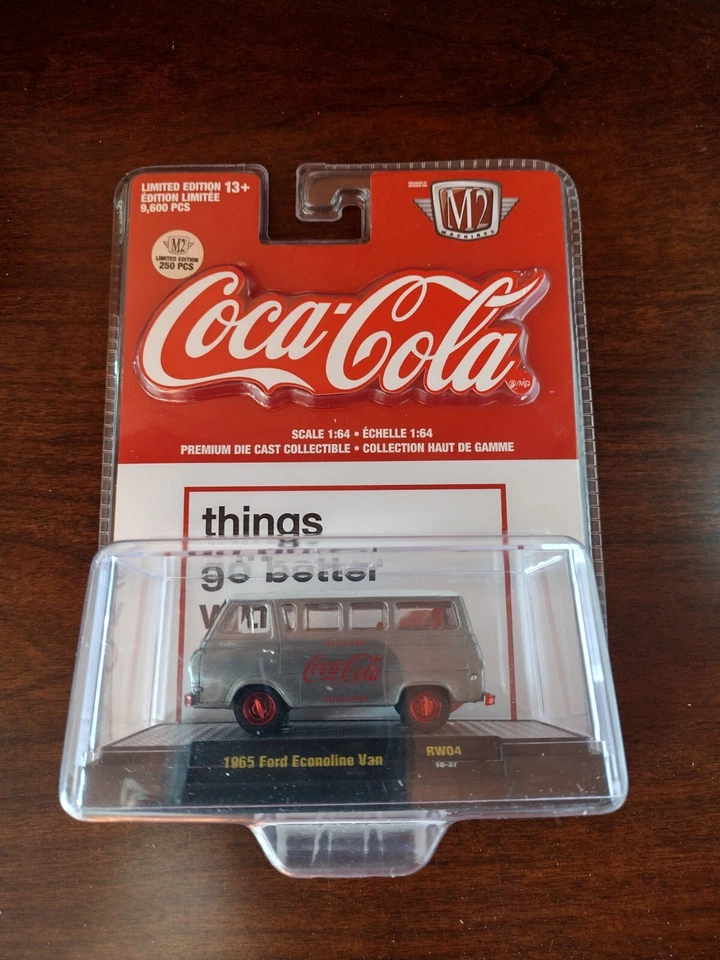 LIMITED EDITION 13+
ÉDITION LIMITÉE
9,600 PCS
M2
MACHINES
M2
LIMITED EDITION
250 PCS
Coca-Cola
SCALE 1:64 • ÉCHELLE 1:64
PREMIUM DIE CAST COLLECTIBLE • COLLECTION HAUT DE GAMME
things
go better
Coca-Cola
1965 Ford Econoline Van
RW04
18-37